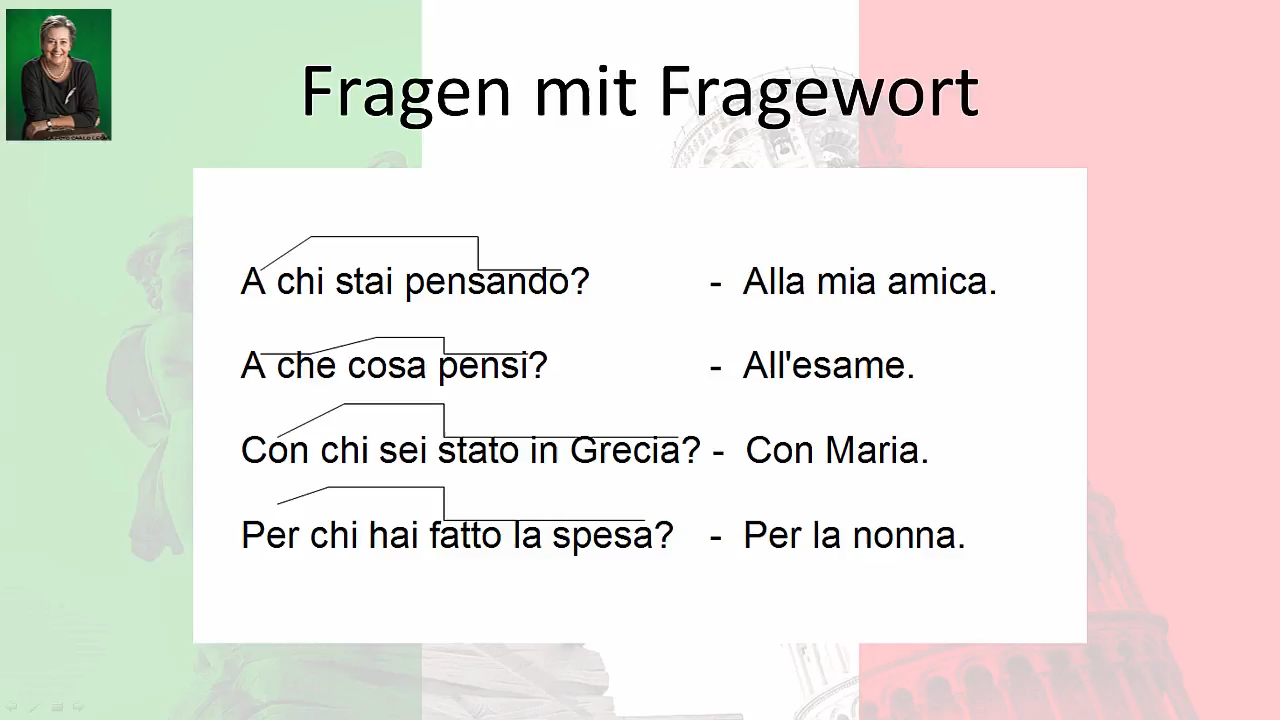 Fragen mit Fragewort
A chi stai pensando? - Alla mia amica.
A che cosa pensi? - All'esame.
Con chi sei stato in Grecia? - Con Maria.
Per chi hai fatto la spesa? - Per la nonna.